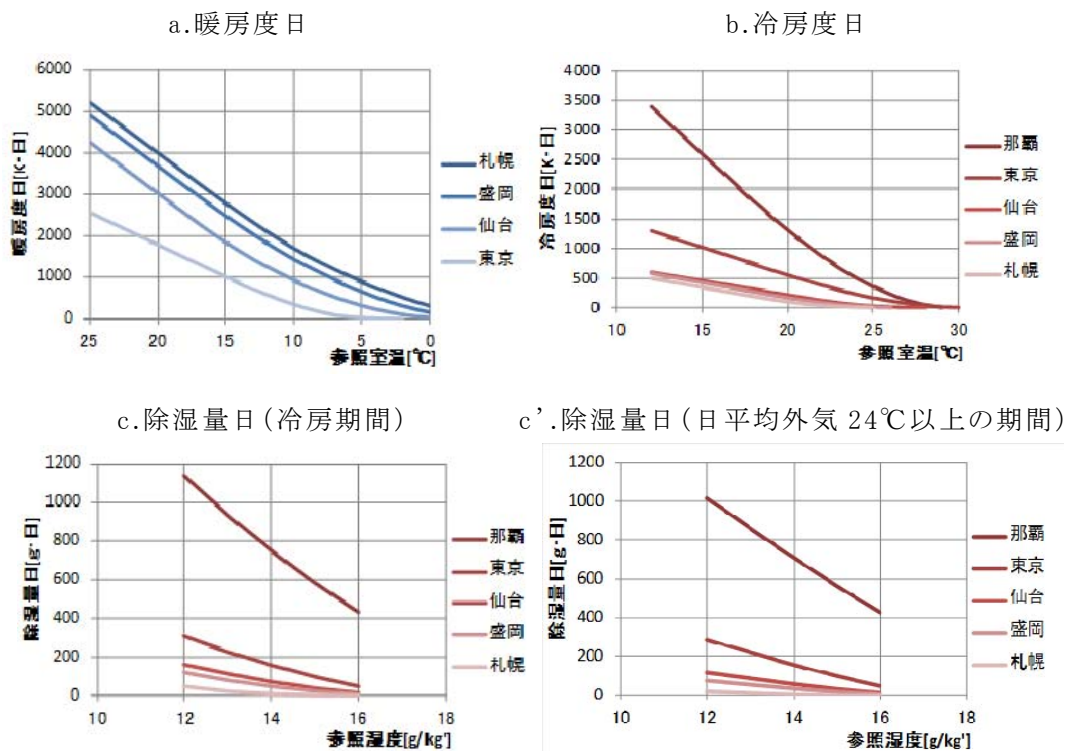 a.暖房度日
6000
5000
4000
3000
2000
1000
0
暖房度日[K・日]
25 20 15 10 5 0
参照室温[℃]
札幌
盛岡
仙台
東京
b.冷房度日
4000
3500
3000
2500
2000
1500
1000
500
0
冷房度日[K・日]
10 15 20 25 30
参照室温[℃]
那覇
東京
仙台
盛岡
札幌
c.除湿量日(冷房期間)
1200
1000
800
600
400
200
0
除湿量日[g・日]
10 12 14 16 18
参照湿度[g/kg']
那覇
東京
仙台
盛岡
札幌
c'.除湿量日(日平均外気 24℃以上の期間)
1200
1000
800
600
400
200
0
除湿量日[g・日]
10 12 14 16 18
参照湿度[g/kg']
那覇
東京
仙台
盛岡
札幌